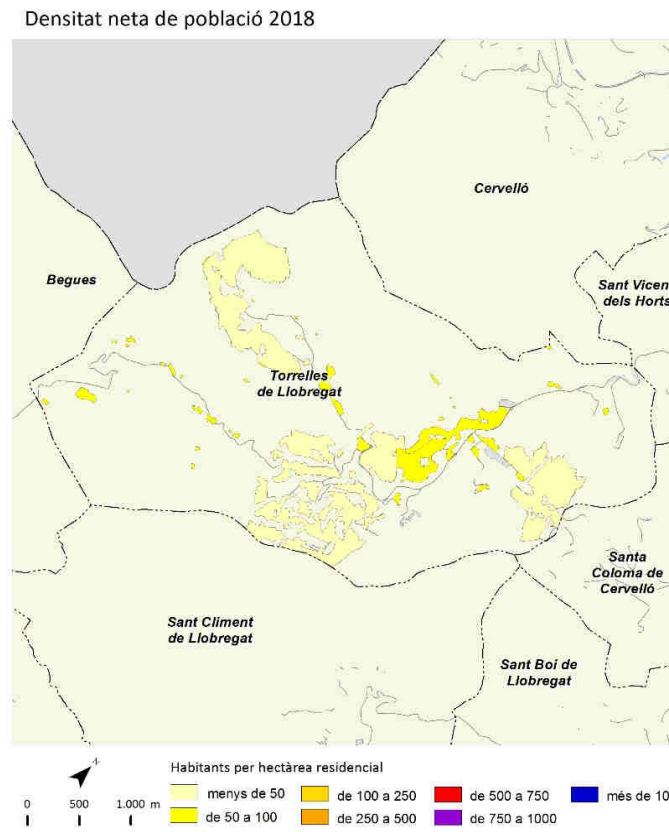 Densitat neta de població 2018
Cervelló
Begues
Sant Vicen
dels Horts
Torrelles
de Llobregat
Santa
Coloma de
Cervelló
Sant Climent
de Llobregat
Sant Boi de
Llobregat
N
Habitants per hectàrea residencial
menys de 50
de 100 a 250
de 500 a 750
més de 10
0 500 1.000 m
de 50 a 100
de 250 a 500
de 750 a 1000